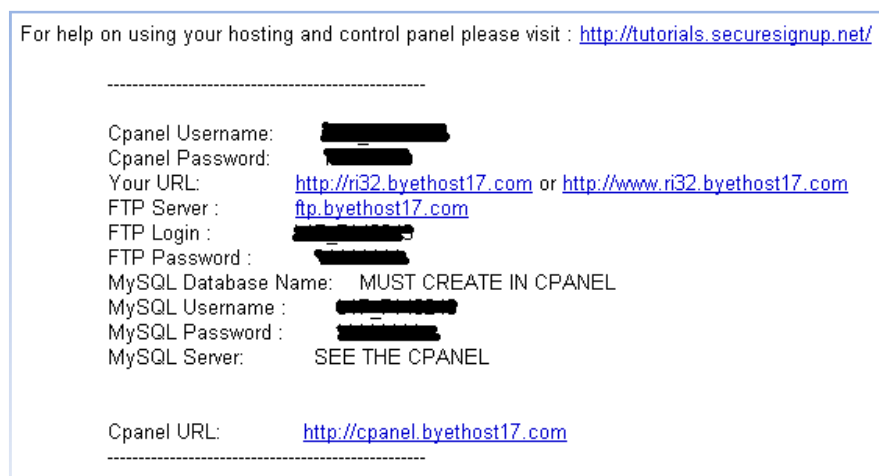 For help on using your hosting and control panel please visit : http://tutorials.securesignup.net/
--------------------------------------------------
Cpanel Username:
Cpanel Password:
Your URL: http://ri32.byethost17.com or http://www.ri32.byethost17.com
FTP Server : ftp.byethost17.com
FTP Login :
FTP Password :
MySQL Database Name: MUST CREATE IN CPANEL
MySQL Username :
MySQL Password :
MySQL Server: SEE THE CPANEL
Cpanel URL: http://cpanel.byethost17.com
--------------------------------------------------